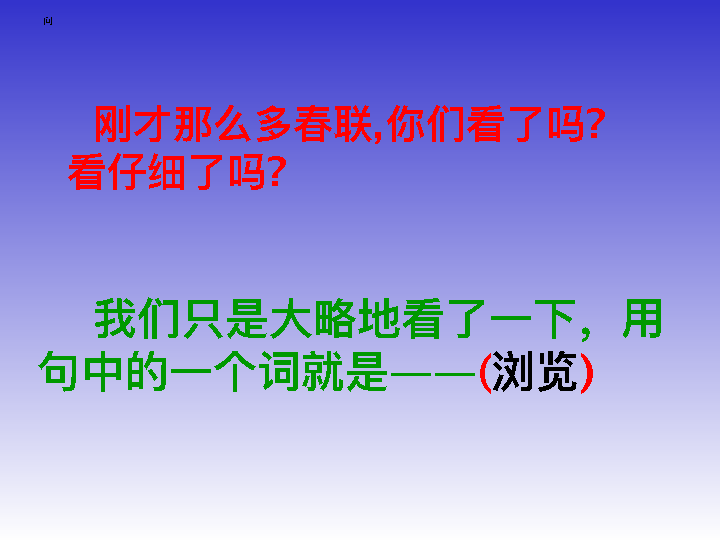 问
刚才那么多春联,你们看了吗?
看仔细了吗?
我们只是大略地看了一下，用
句中的一个词就是——(浏览)